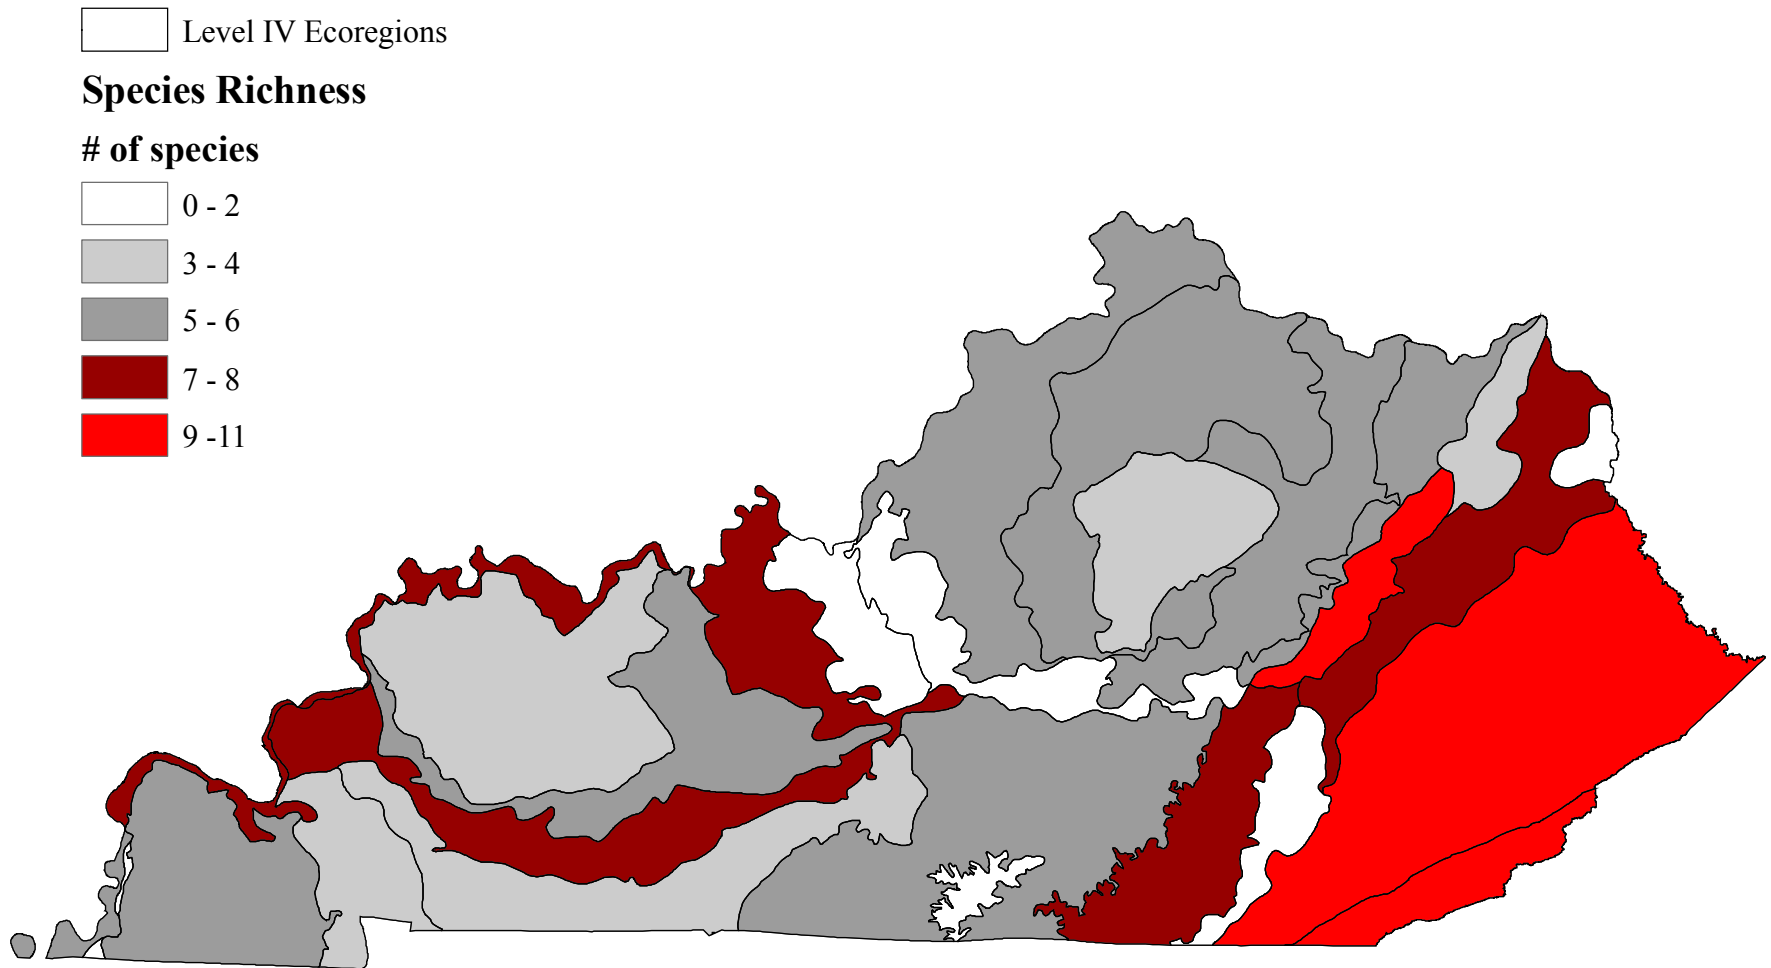 Level IV Ecoregions
Species Richness
# of species
0 - 2
3 - 4
5 - 6
7 - 8
9 -11